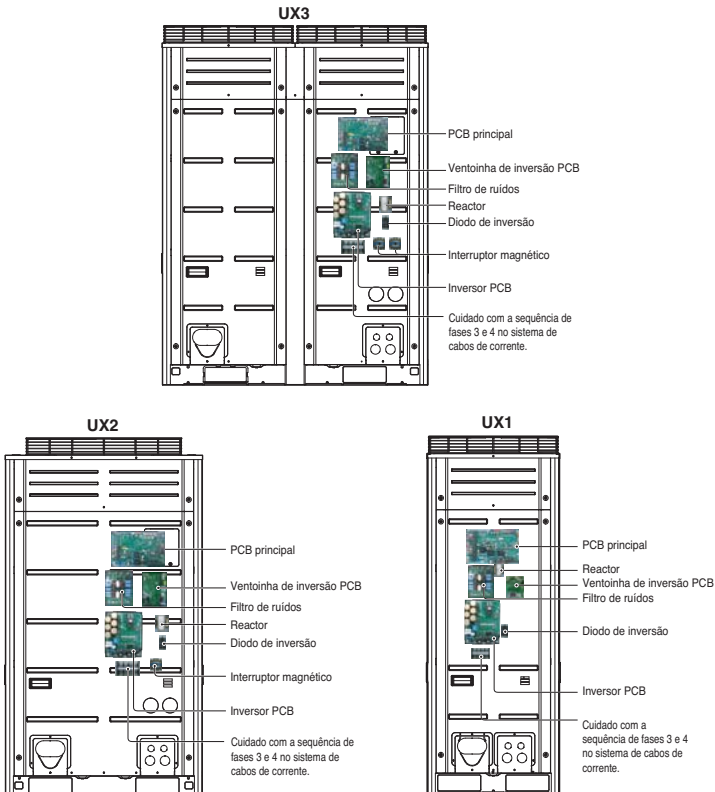 UX3
PCB principal
Ventoinha de inversão PCB
Filtro de ruídos
Reactor
Diodo de inversão
Interruptor magnético
Inversor PCB
Cuidado com a sequência de
fases 3 e 4 no sistema de
cabos de corrente.
UX2
PCB principal
Ventoinha de inversão PCB
Filtro de ruídos
Reactor
Diodo de inversão
Interruptor magnético
Inversor PCB
Cuidado com a sequência de
fases 3 e 4 no sistema de
cabos de corrente.
UX1
PCB principal
Reactor
Ventoinha de inversão PCB
Filtro de ruídos
Diodo de inversão
Inversor PCB
Cuidado com a
sequência de fases 3 e 4
no sistema de cabos de
corrente.